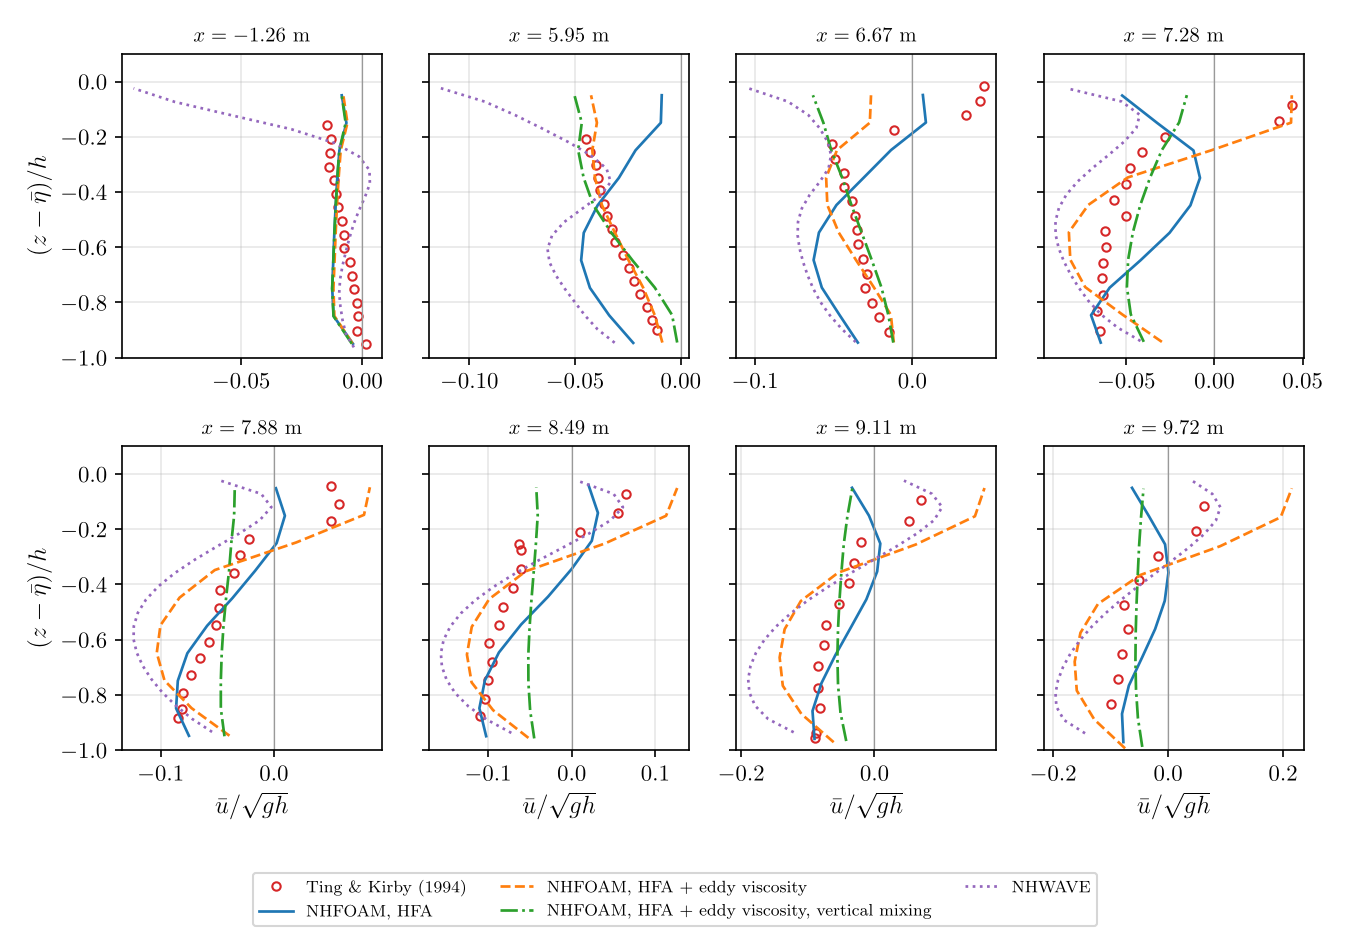 x = −1.26 m
x = 5.95 m
x = 6.67 m
x = 7.28 m
0.0
−0.2
−0.4
−0.6
−0.8
−1.0
(z − η̄)/h
−0.05
0.00
−0.10
−0.05
0.00
−0.1
0.0
−0.05
0.00
0.05
x = 7.88 m
x = 8.49 m
x = 9.11 m
x = 9.72 m
0.0
−0.2
−0.4
−0.6
−0.8
−1.0
(z − η̄)/h
−0.1
0.0
−0.1
0.0
0.1
−0.2
0.0
−0.2
0.0
0.2
ū/√gh
ū/√gh
ū/√gh
ū/√gh
Ting & Kirby (1994)
NHFOAM, HFA
NHFOAM, HFA + eddy viscosity
NHFOAM, HFA + eddy viscosity, vertical mixing
NHWAVE